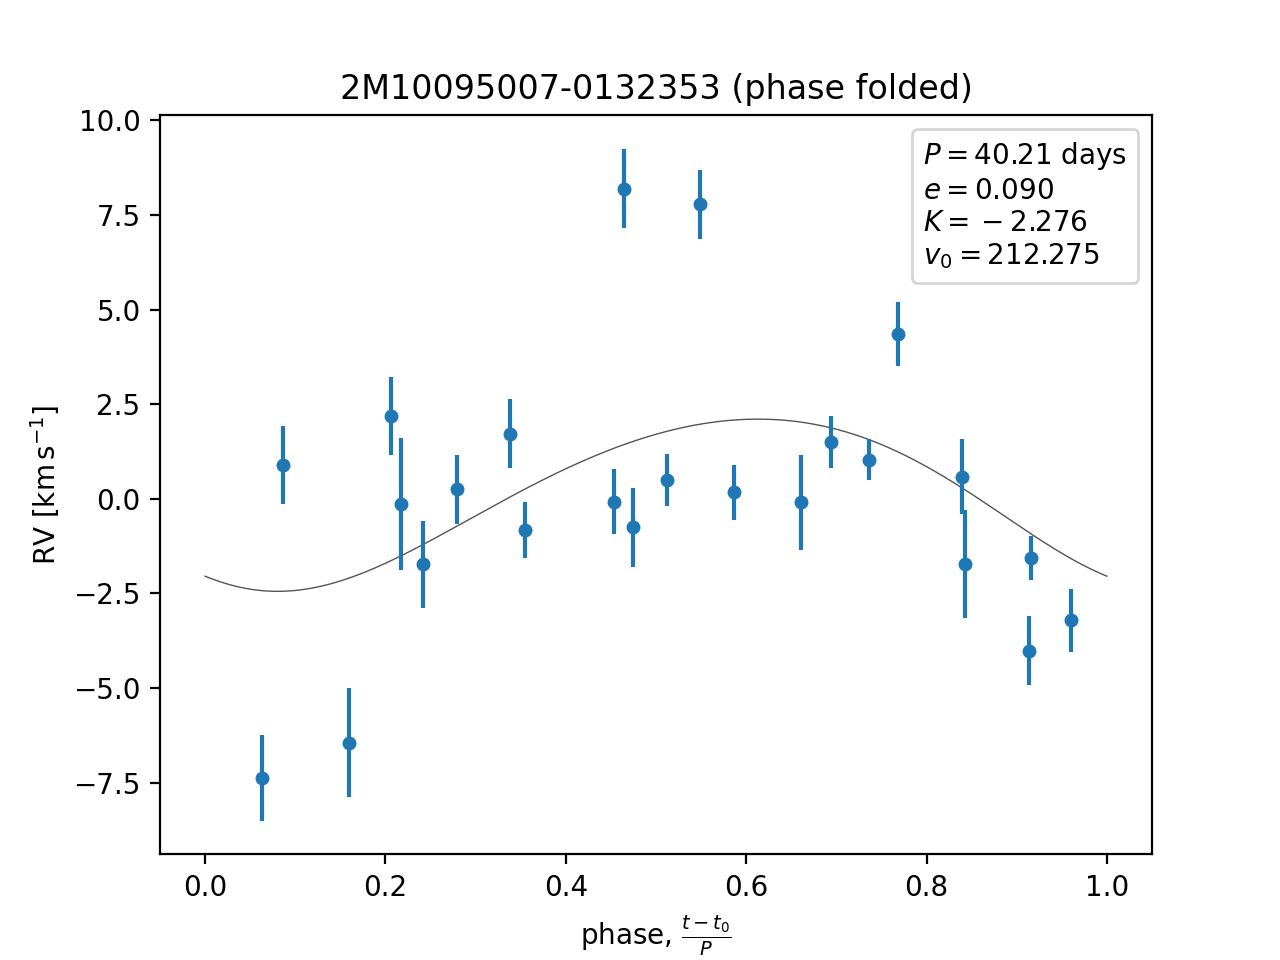 2M10095007-0132353 (phase folded)
P = 40.21 days
e = 0.090
K = −2.276
v₀ = 212.275
RV [km s⁻¹]
10.0
7.5
5.0
2.5
0.0
−2.5
−5.0
−7.5
0.0 0.2 0.4 0.6 0.8 1.0
phase, (t − t₀)/P